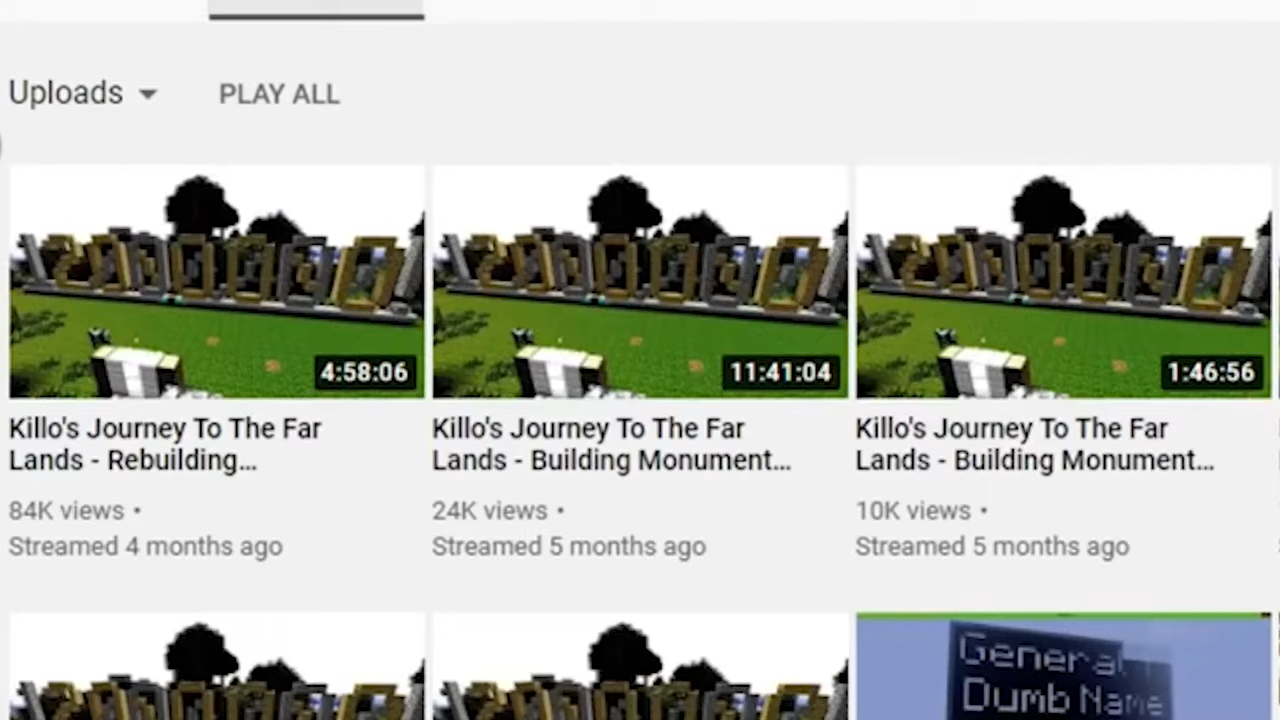 Uploads PLAY ALL
4:58:06 11:41:04 1:46:56
Killo's Journey To The Far
Lands - Rebuilding...
84K views •
Streamed 4 months ago
Killo's Journey To The Far
Lands - Building Monument...
24K views •
Streamed 5 months ago
Killo's Journey To The Far
Lands - Building Monument...
10K views •
Streamed 5 months ago
General
Dumb Name